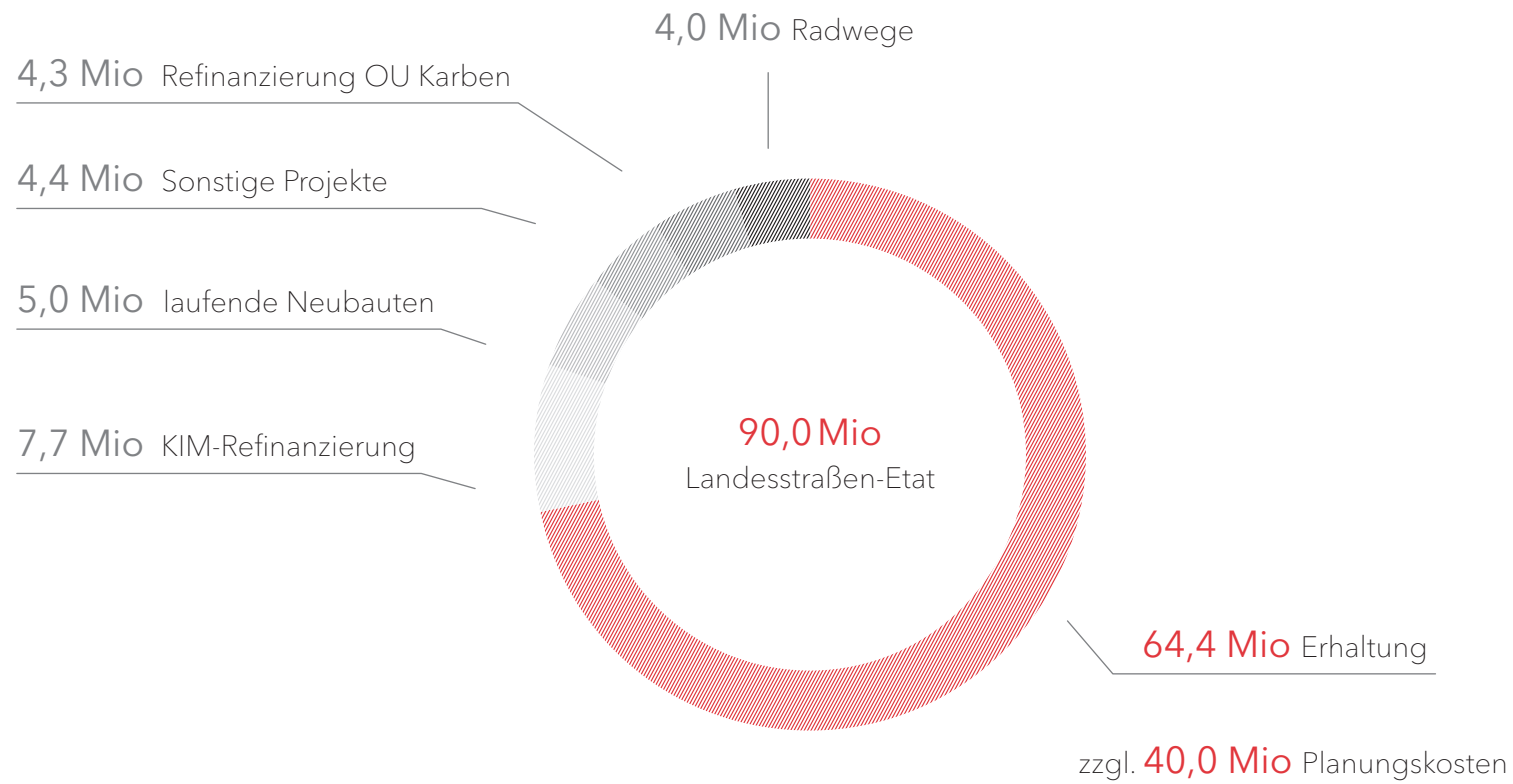 4,0 Mio Radwege
4,3 Mio Refinanzierung OU Karben
4,4 Mio Sonstige Projekte
5,0 Mio laufende Neubauten
7,7 Mio KIM-Refinanzierung
90,0 Mio
Landesstraßen-Etat
64,4 Mio Erhaltung
zzgl. 40,0 Mio Planungskosten